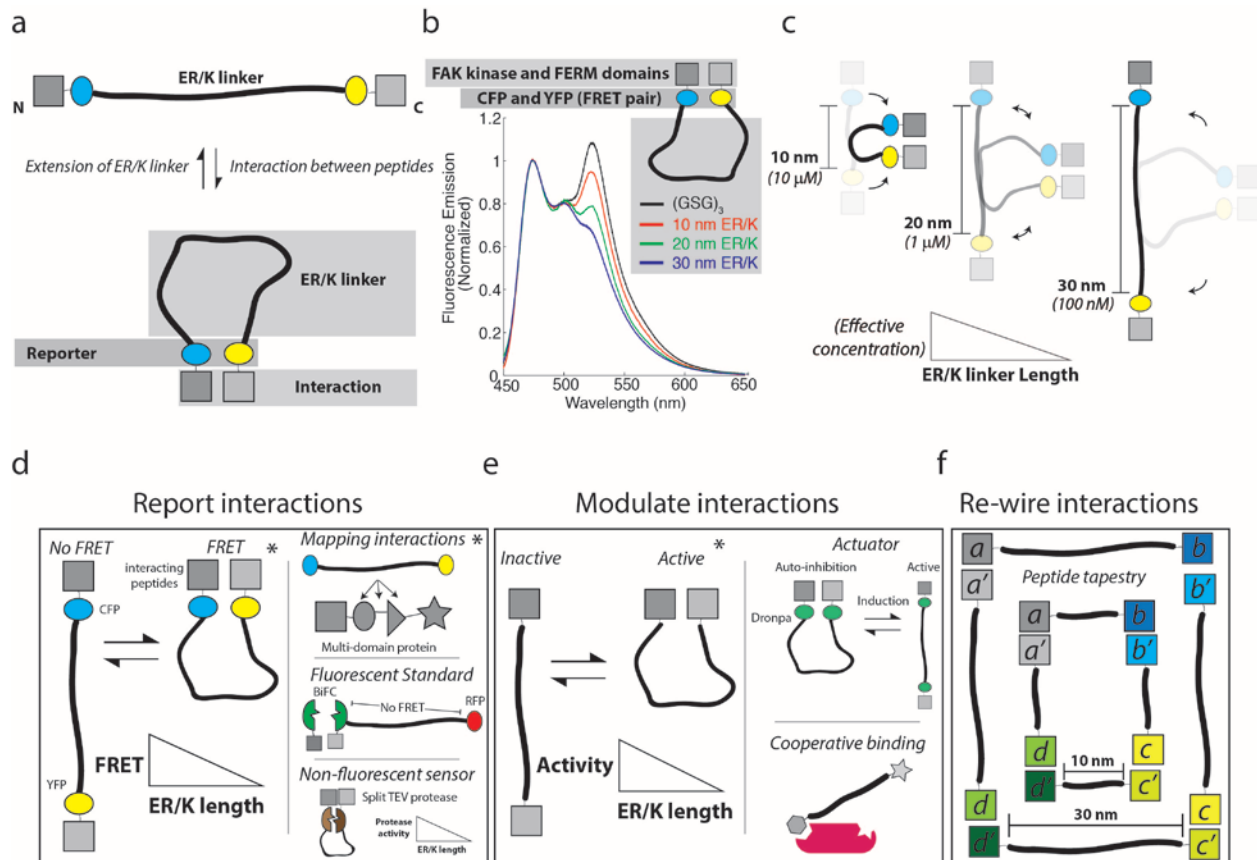 a
ER/K linker
N
C
Extension of ER/K linker
Interaction between peptides
ER/K linker
Reporter
Interaction
b
FAK kinase and FERM domains
CFP and YFP (FRET pair)
1.2
1
0.8
0.6
0.4
0.2
0
450
500
550
600
650
Fluorescence Emission
(Normalized)
Wavelength (nm)
(GSG)3
10 nm ER/K
20 nm ER/K
30 nm ER/K
c
10 nm
(10 µM)
20 nm
(1 µM)
30 nm
(100 nM)
(Effective
concentration)
ER/K linker Length
d
Report interactions
No FRET
FRET
*
interacting
peptides
CFP
YFP
FRET
ER/K length
Mapping interactions *
Multi-domain protein
Fluorescent Standard
BiFC
No FRET
RFP
Non-fluorescent sensor
Split TEV protease
Protease
activity
ER/K length
e
Modulate interactions
Inactive
Active
*
Activity
ER/K length
Actuator
Auto-inhibition
Active
Dronpa
Induction
Cooperative binding
f
Re-wire interactions
a
b
a'
b'
Peptide tapestry
a
b
a'
b'
d
c
d'
10 nm
c'
d
c
30 nm
d'
c'